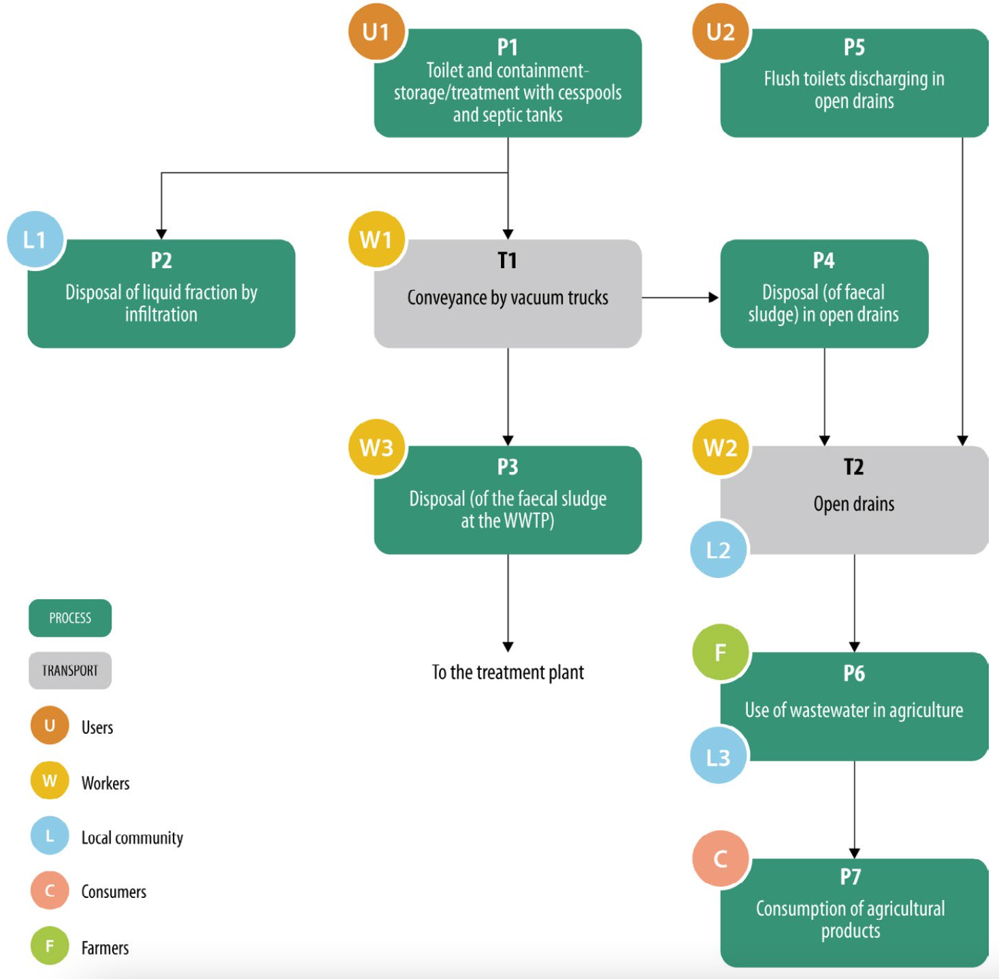 U1
P1
Toilet and containment-
storage/treatment with cesspools
and septic tanks
U2
P5
Flush toilets discharging in
open drains
L1
P2
Disposal of liquid fraction by
infiltration
W1
T1
Conveyance by vacuum trucks
P4
Disposal (of faecal
sludge) in open drains
W3
P3
Disposal (of the faecal sludge
at the WWTP)
W2
T2
Open drains
L2
To the treatment plant
F
P6
Use of wastewater in agriculture
L3
C
P7
Consumption of agricultural
products
PROCESS
TRANSPORT
U Users
W Workers
L Local community
C Consumers
F Farmers